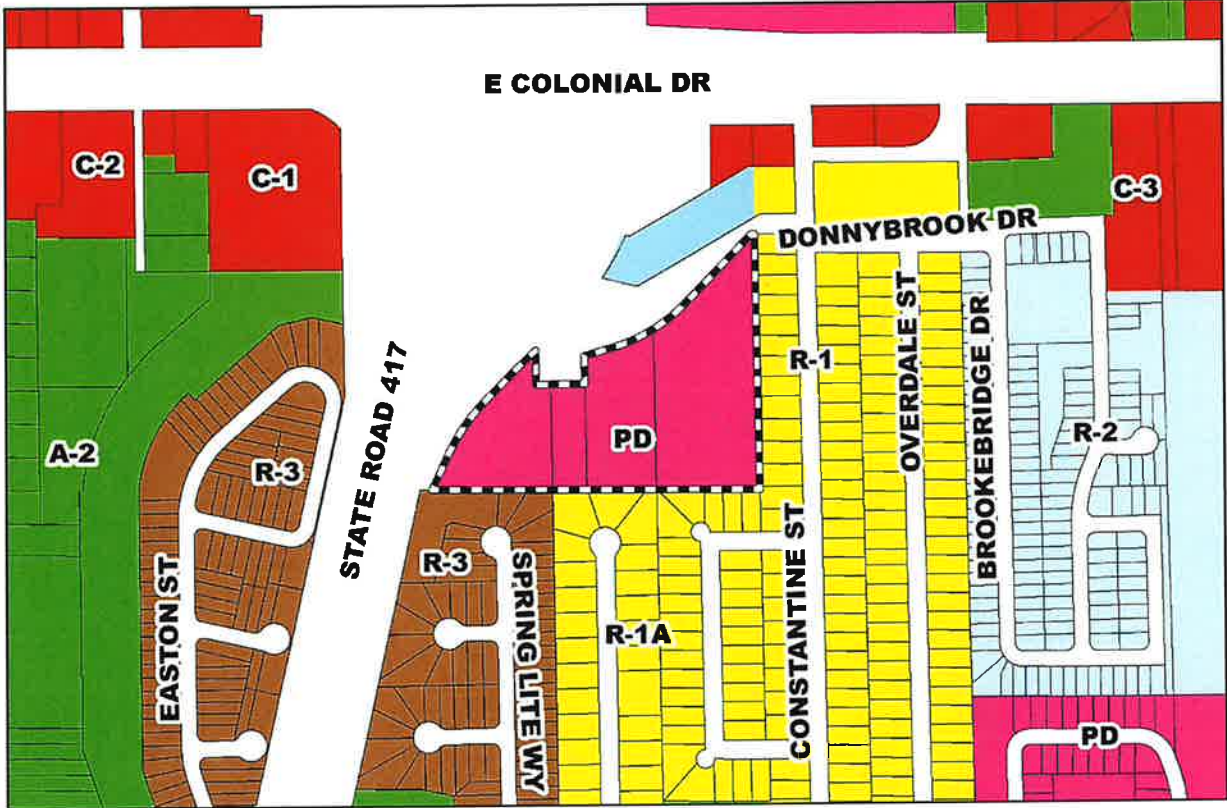 E COLONIAL DR
C-2
C-1
C-3
DONNYBROOK DR
OVERDALE ST
BROOKEBRIDGE DR
R-1
STATE ROAD 417
PD
R-2
A-2
R-3
EASTON ST
R-3
SPRING LITE WY
R-1A
CONSTANTINE ST
PD